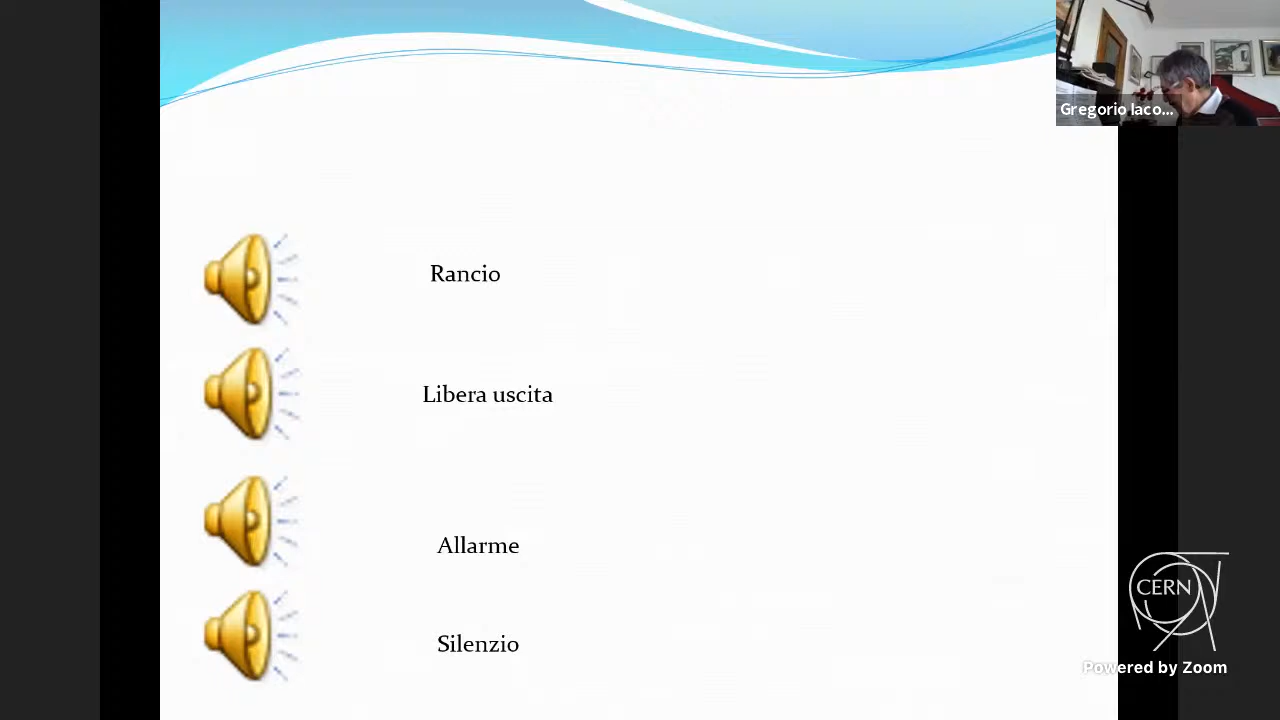 Gregorio Iaco...
Rancio
Libera uscita
Allarme
Silenzio
CERN
Powered by Zoom